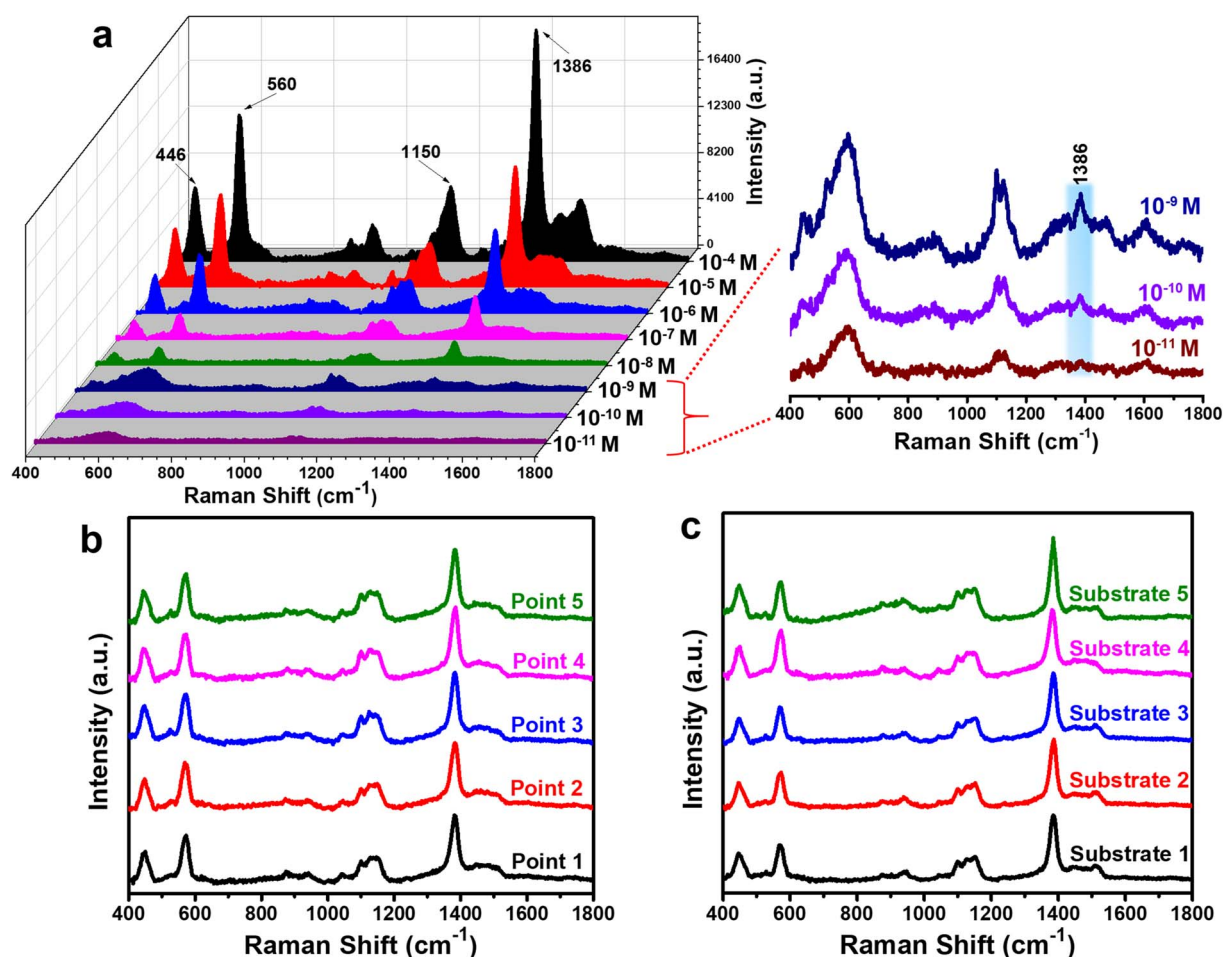 a
446
560
1150
1386
16400
12300
8200
4100
0
Intensity (a.u.)
10-4 M
10-5 M
10-6 M
10-7 M
10-8 M
10-9 M
10-10 M
10-11 M
400 600 800 1000 1200 1400 1600 1800
Raman Shift (cm-1)
1386
10-9 M
10-10 M
10-11 M
400 600 800 1000 1200 1400 1600 1800
Raman Shift (cm-1)
b
Point 5
Point 4
Point 3
Point 2
Point 1
Intensity (a.u.)
400 600 800 1000 1200 1400 1600 1800
Raman Shift (cm-1)
c
Substrate 5
Substrate 4
Substrate 3
Substrate 2
Substrate 1
Intensity (a.u.)
400 600 800 1000 1200 1400 1600 1800
Raman Shift (cm-1)